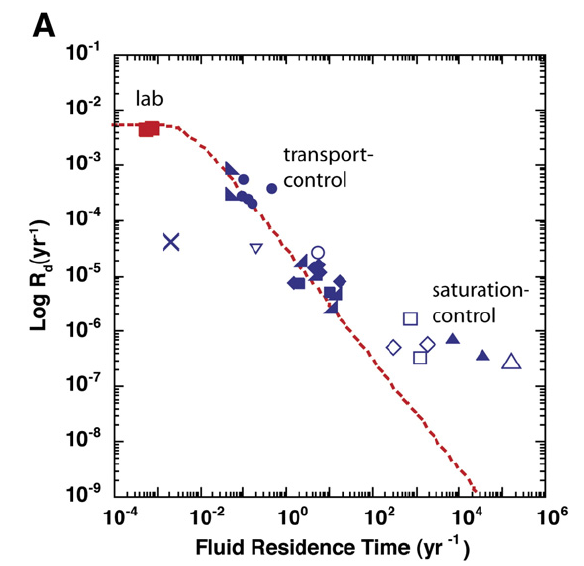 A
10⁻¹
10⁻²
10⁻³
10⁻⁴
10⁻⁵
10⁻⁶
10⁻⁷
10⁻⁸
10⁻⁹
Log R_d(yr⁻¹)
lab
transport-
control
saturation-
control
10⁻⁴ 10⁻² 10⁰ 10² 10⁴ 10⁶
Fluid Residence Time (yr⁻¹)